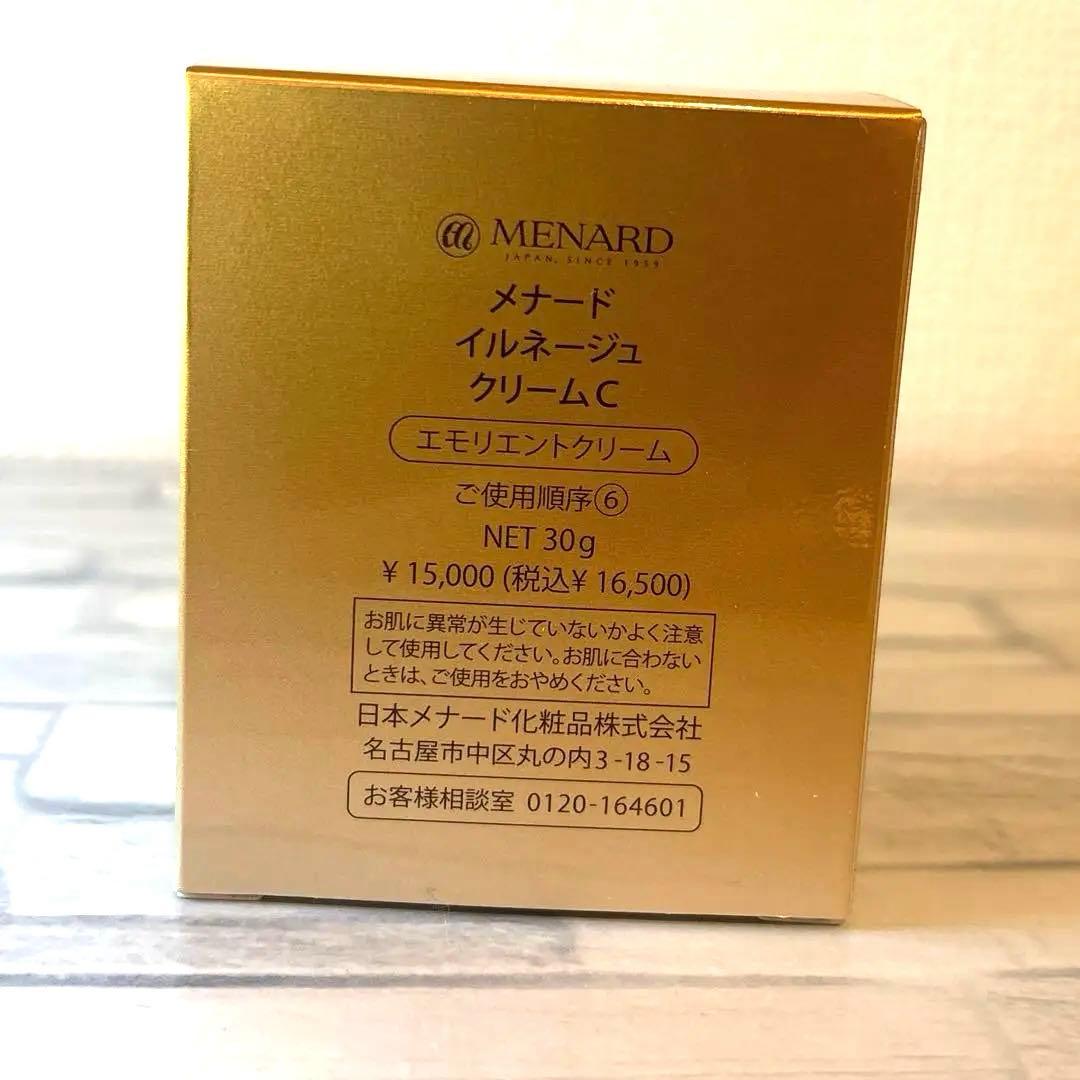 MENARD
JAPAN, SINCE 1959
メナード
イルネージュ
クリームC
エモリエントクリーム
ご使用順序⑥
NET 30g
¥ 15,000 (税込¥ 16,500)
お肌に異常が生じていないかよく注意
して使用してください。お肌に合わない
ときは、ご使用をおやめください。
日本メナード化粧品株式会社
名古屋市中区丸の内3-18-15
お客様相談室 0120-164601